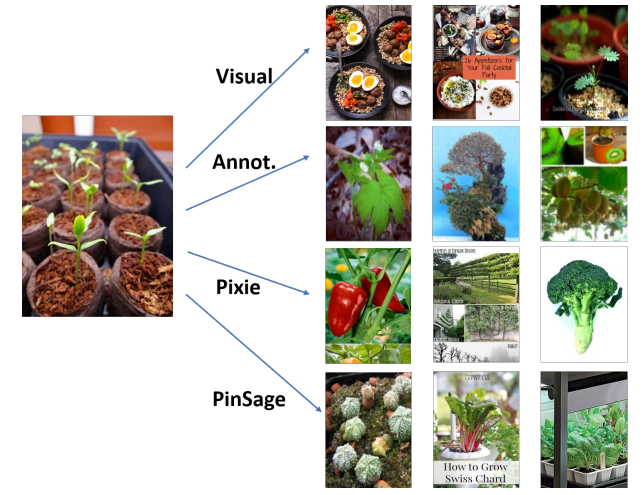 Visual
26 Appetizers for
Your Fall Cocktail
Party
Annot.
Pixie
PinSage
How to Grow
Swiss Chard